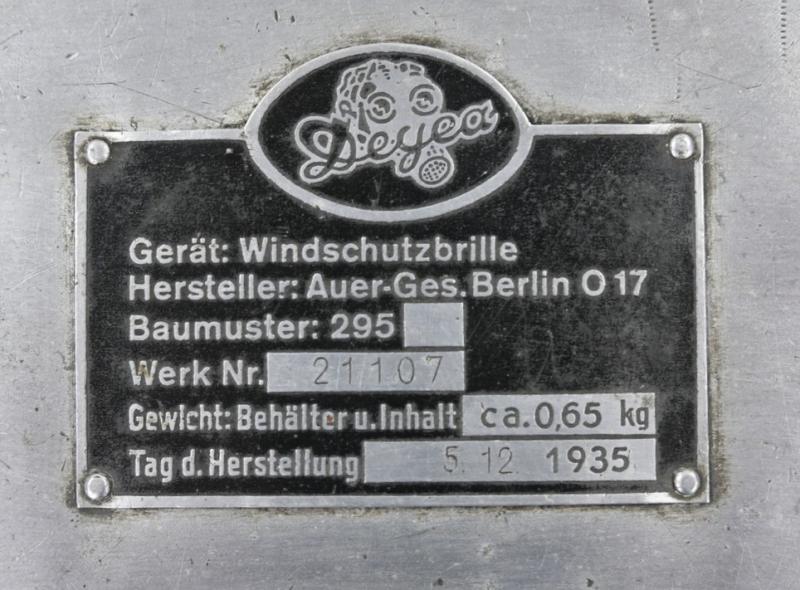 Degea
Gerät: Windschutzbrille
Hersteller: Auer-Ges. Berlin O 17
Baumuster: 295
Werk Nr. 21107
Gewicht: Behälter u. Inhalt ca. 0,65 kg
Tag d. Herstellung 5. 12 1935